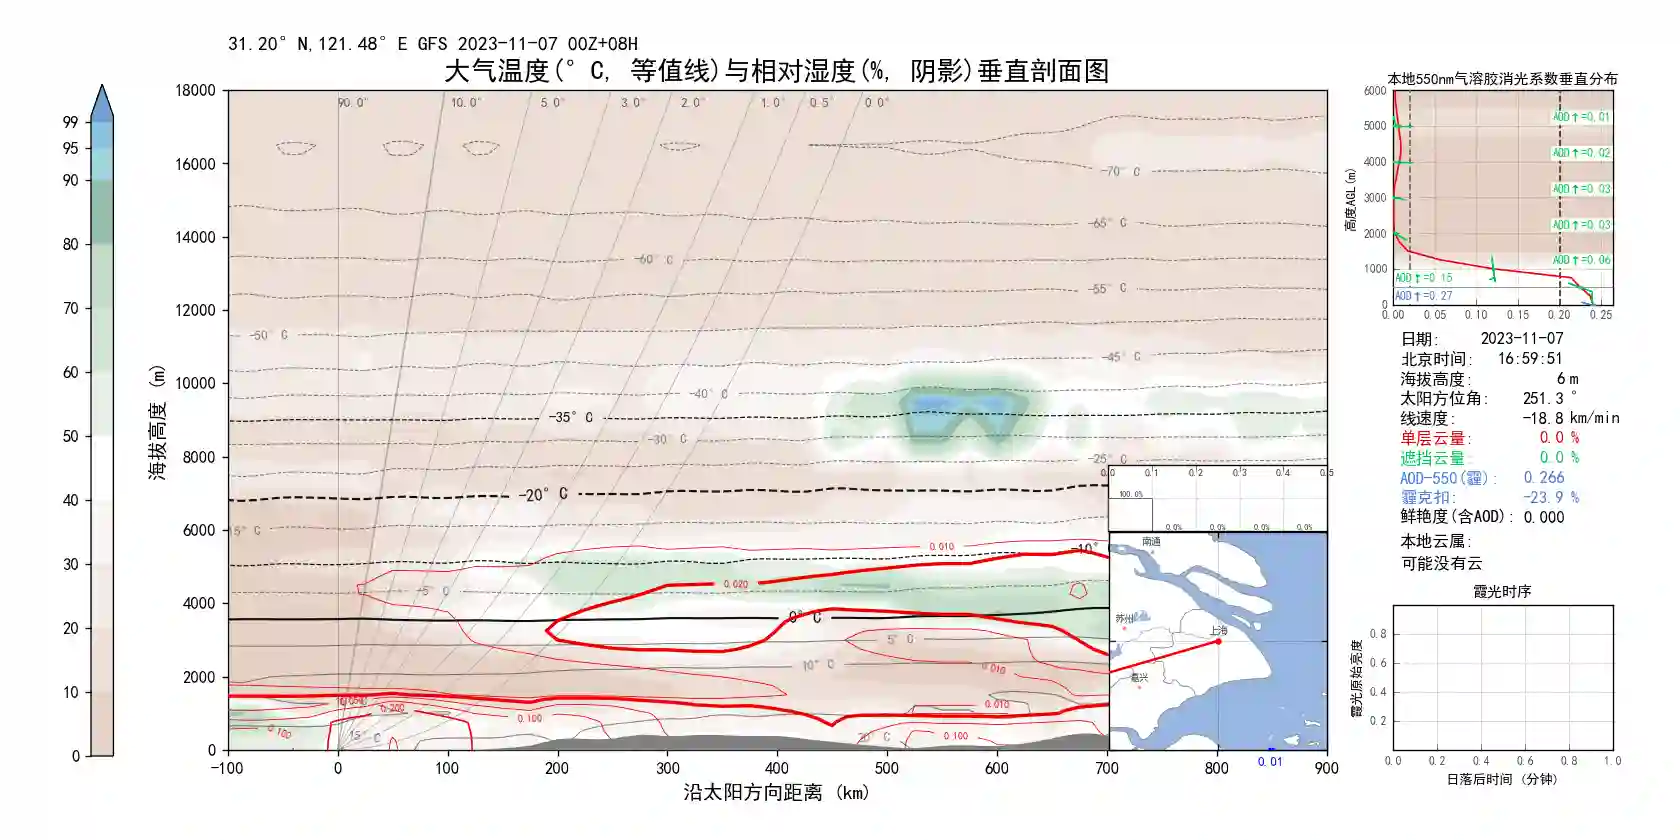 31.20° N,121.48° E GFS 2023-11-07 00Z+08H
大气温度(° C, 等值线)与相对湿度(%, 阴影)垂直剖面图
99
95
90
80
70
60
50
40
30
20
10
0
海拔高度 (m)
18000
16000
14000
12000
10000
8000
6000
4000
2000
0
90.0° 10.0° 5.0° 3.0° 2.0° 1.0° 0.5° 0.0°
-70° C
-65° C
-60° C
-55° C
-50° C
-45° C
-40° C
-35° C
-30° C
-25° C
-20° C
15° C
-10°
0.010
-5° C
0.020
0° C
5° C
10° C
0.010
0.050
0.200
0.100
0.010
0.100
15° C
20° C
0.100
-100 0 100 200 300 400 500 600 700 800 900
0.01
沿太阳方向距离 (km)
0.0 0.1 0.2 0.3 0.4 0.5
100.0%
0.0% 0.0% 0.0% 0.0%
南通
苏州
上海
嘉兴
本地550nm气溶胶消光系数垂直分布
高度AGL(m)
6000
5000
4000
3000
2000
1000
0
AOD↑=0.01
AOD↑=0.02
AOD↑=0.03
AOD↑=0.03
AOD↑=0.06
AOD↑=0.15
AOD↑=0.27
0.00 0.05 0.10 0.15 0.20 0.25
日期: 2023-11-07
北京时间: 16:59:51
海拔高度: 6 m
太阳方位角: 251.3 °
线速度: -18.8 km/min
单层云量: 0.0 %
遮挡云量: 0.0 %
AOD-550(霾): 0.266
霾克扣: -23.9 %
鲜艳度(含AOD): 0.000
本地云属:
可能没有云
霞光时序
霞光原始亮度
0.8
0.6
0.4
0.2
0.0 0.2 0.4 0.6 0.8 1.0
日落后时间 (分钟)